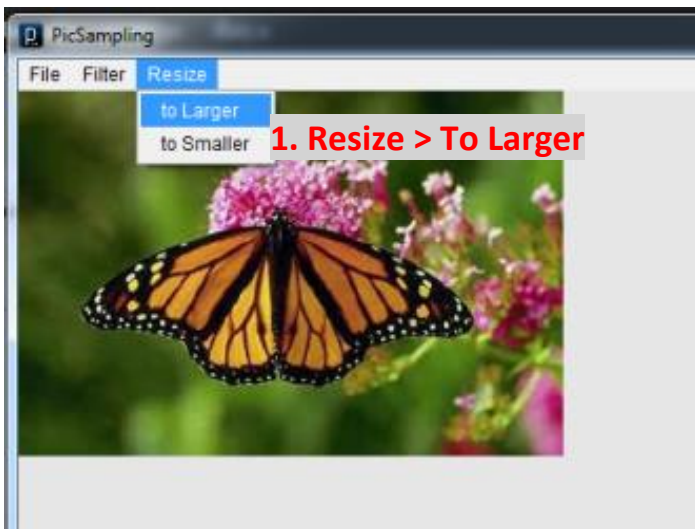 PicSampling
File Filter Resize
to Larger
to Smaller
1. Resize > To Larger